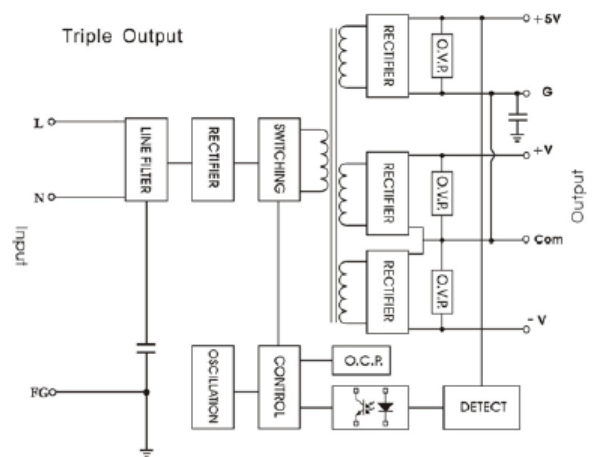 Triple Output
L
N
Input
FG
LINE FILTER
RECTIFIER
SWITCHING
RECTIFIER
O.V.P.
+5V
G
RECTIFIER
O.V.P.
+V
Com
RECTIFIER
O.V.P.
- V
Output
OSCILLATION
CONTROL
O.C.P.
DETECT